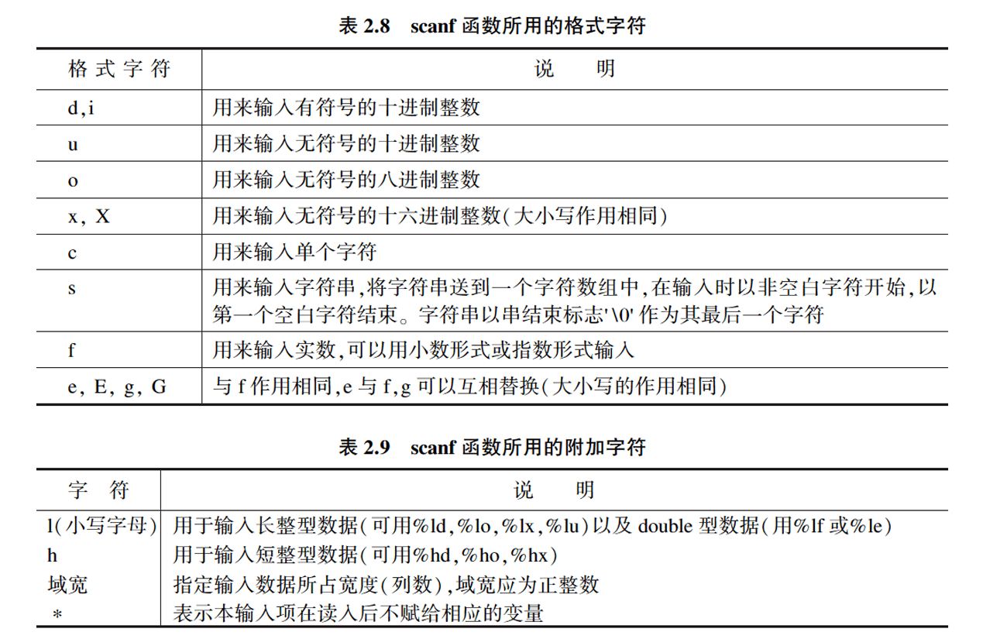 表 2.8 scanf 函数所用的格式字符
格 式 字 符 说 明
d,i 用来输入有符号的十进制整数
u 用来输入无符号的十进制整数
o 用来输入无符号的八进制整数
x, X 用来输入无符号的十六进制整数(大小写作用相同)
c 用来输入单个字符
s 用来输入字符串,将字符串送到一个字符数组中,在输入时以非空白字符开始,以
第一个空白字符结束。字符串以串结束标志'\0'作为其最后一个字符
f 用来输入实数,可以用小数形式或指数形式输入
e, E, g, G 与 f 作用相同,e 与 f,g 可以互相替换(大小写的作用相同)
表 2.9 scanf 函数所用的附加字符
字 符 说 明
l(小写字母) 用于输入长整型数据(可用%ld,%lo,%lx,%lu)以及 double 型数据(用%lf 或%le)
h 用于输入短整型数据(可用%hd,%ho,%hx)
域宽 指定输入数据所占宽度(列数),域宽应为正整数
* 表示本输入项在读入后不赋给相应的变量